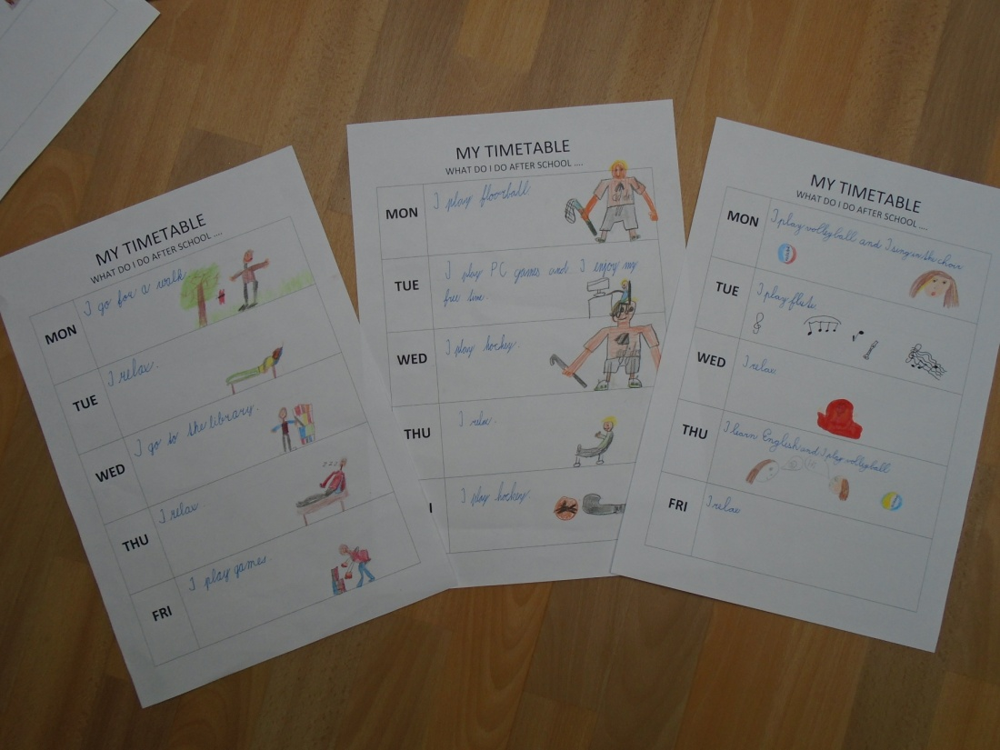 MY TIMETABLE
WHAT DO I DO AFTER SCHOOL ....
MON
I go for a walk
TUE
I relax.
WED
I go to the library.
THU
I relax.
zzz
FRI
I play games.
MY TIMETABLE
WHAT DO I DO AFTER SCHOOL ....
MON
I play floorball
TUE
I play PC games and I enjoy my
free time.
WED
I play hockey.
THU
I relax.
I play hockey.
MY TIMETABLE
WHAT DO I DO AFTER SCHOOL ....
MON
I play volleyball and I sing in the choir
TUE
I play flute.
WED
I relax
THU
I learn English and I play volleyball
FRI
I relax